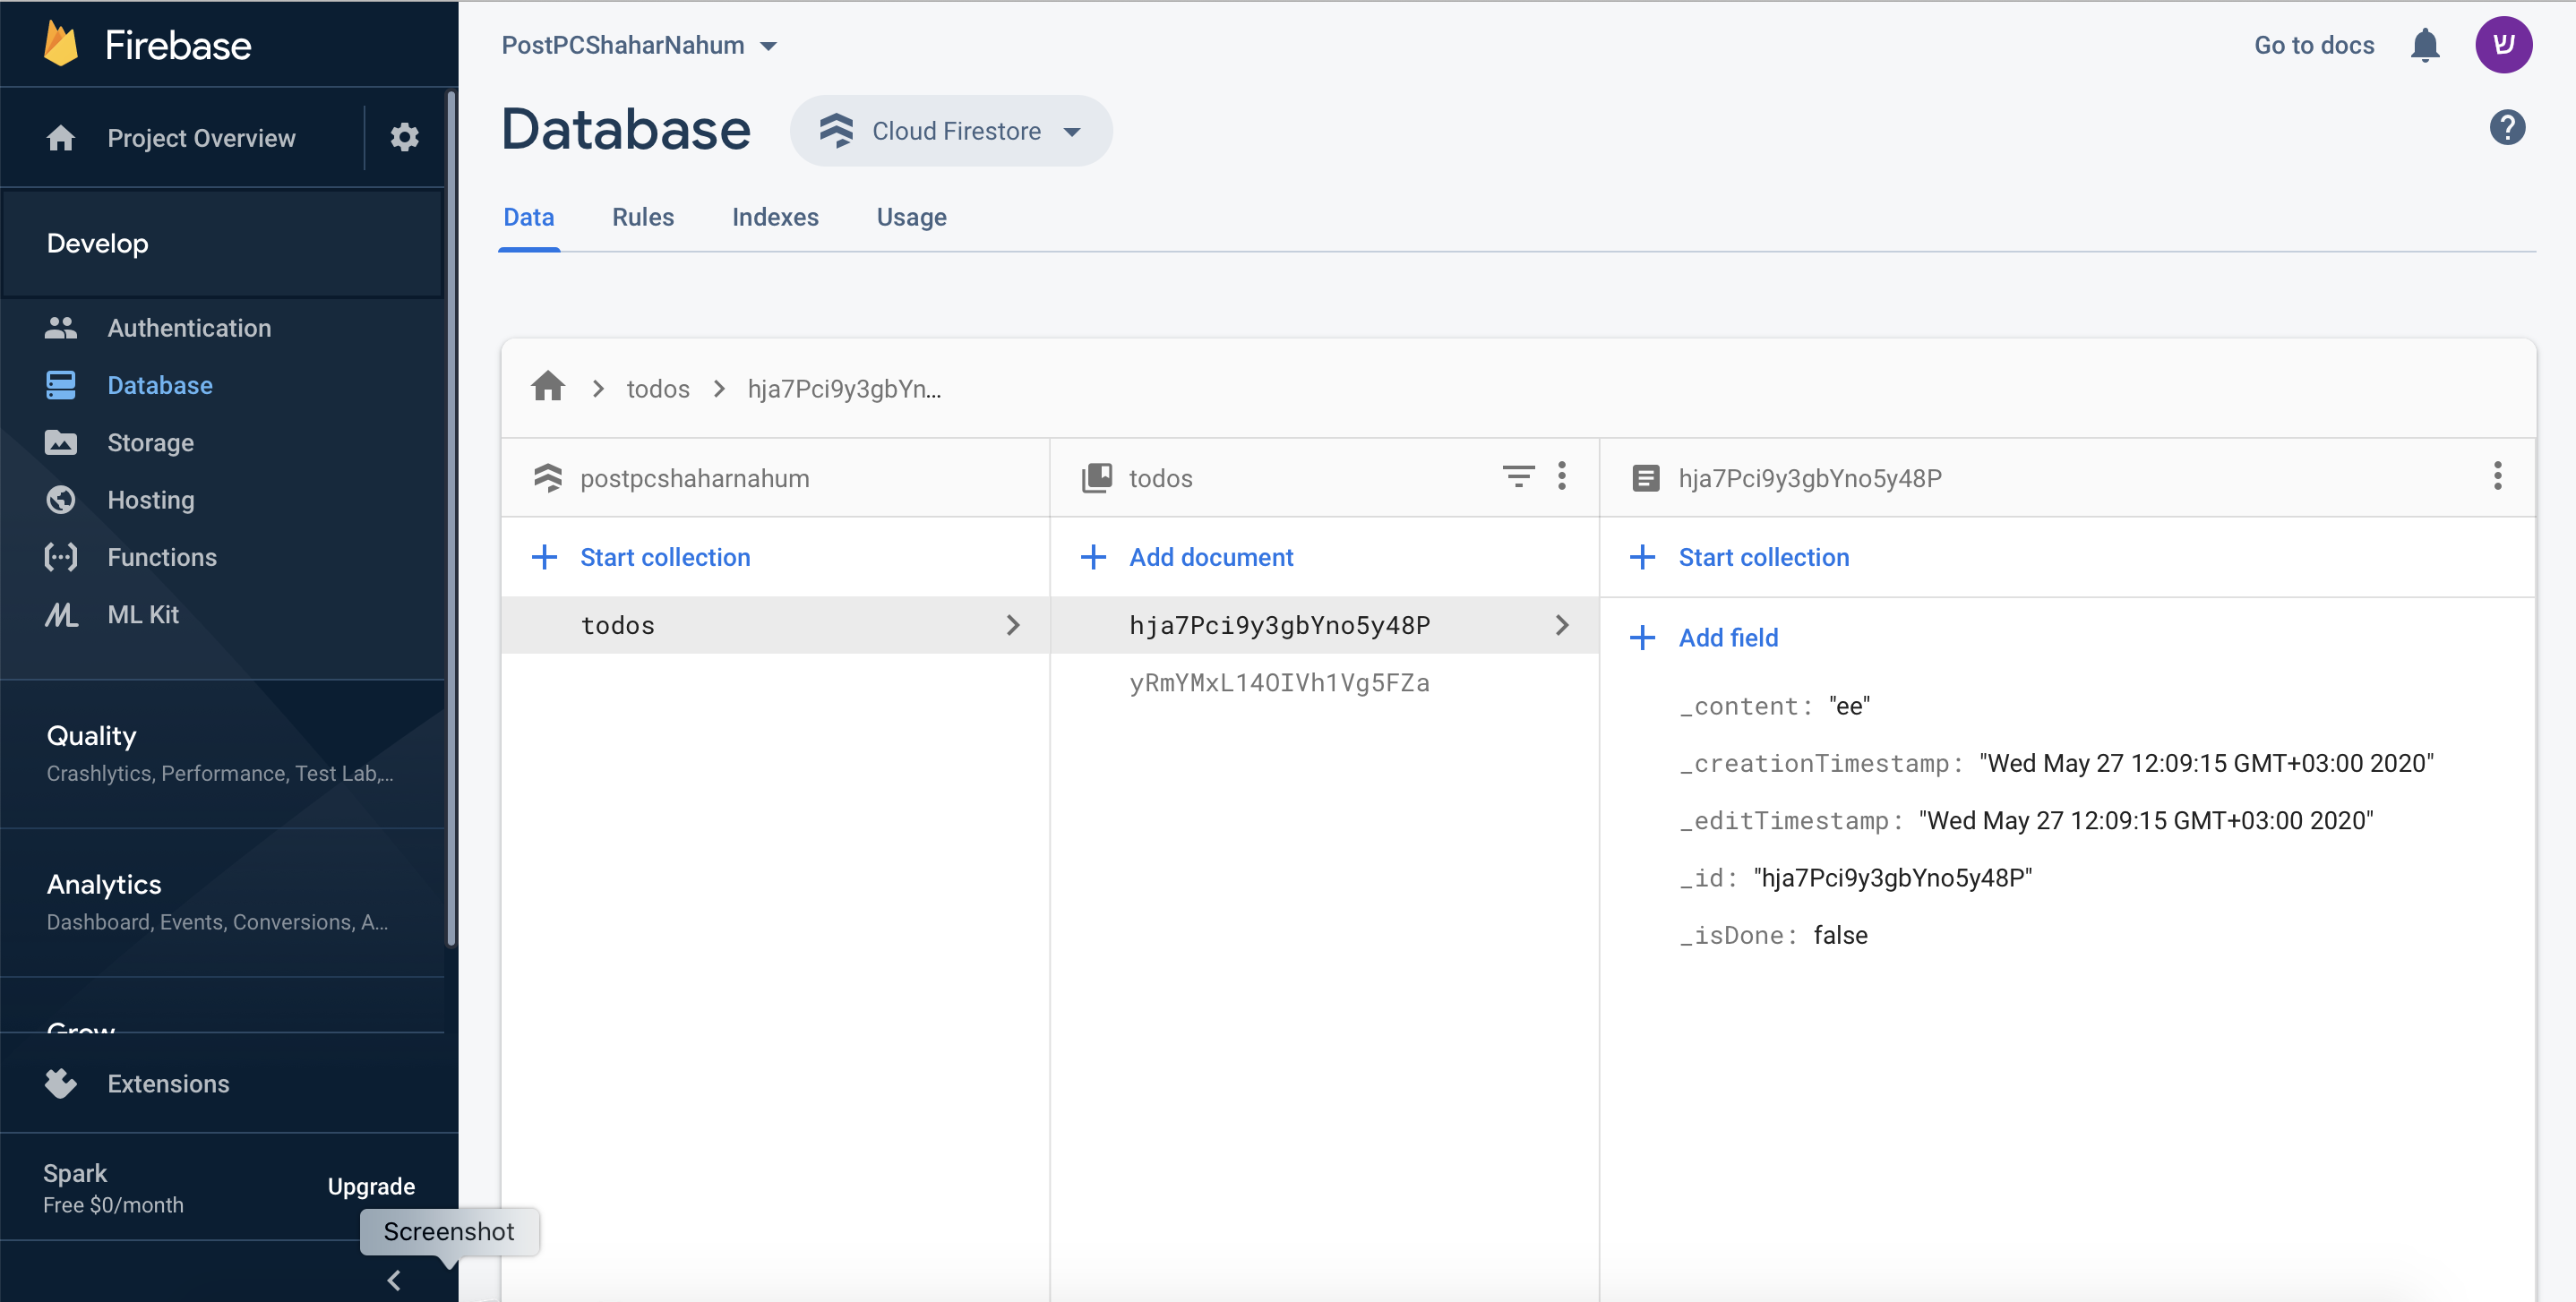 Firebase
Project Overview
Develop
Authentication
Database
Storage
Hosting
Functions
ML Kit
Quality
Crashlytics, Performance, Test Lab,...
Analytics
Dashboard, Events, Conversions, A...
Grow
Extensions
Spark
Free $0/month
Upgrade
Screenshot
PostPCShaharNahum
Go to docs
ש
Database
Cloud Firestore
?
Data
Rules
Indexes
Usage
todos
hja7Pci9y3gbYn...
postpcshaharnahum
Start collection
todos
todos
Add document
hja7Pci9y3gbYno5y48P
yRmYMxL14OIVh1Vg5FZa
hja7Pci9y3gbYno5y48P
Start collection
Add field
_content: "ee"
_creationTimestamp: "Wed May 27 12:09:15 GMT+03:00 2020"
_editTimestamp: "Wed May 27 12:09:15 GMT+03:00 2020"
_id: "hja7Pci9y3gbYno5y48P"
_isDone: false